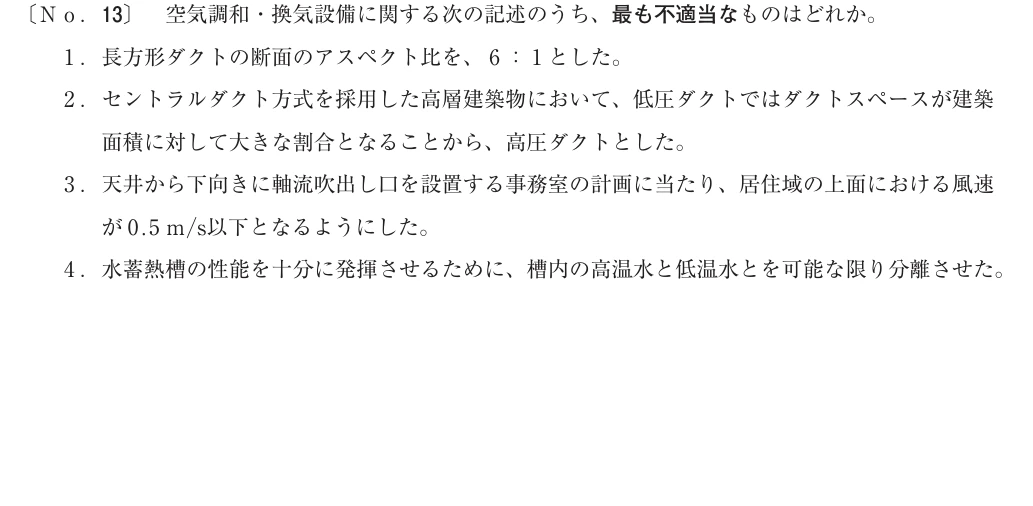 〔Ｎｏ．13〕　空気調和・換気設備に関する次の記述のうち、最も不適当なものはどれか。
１．長方形ダクトの断面のアスペクト比を、６：１とした。
２．セントラルダクト方式を採用した高層建築物において、低圧ダクトではダクトスペースが建築
面積に対して大きな割合となることから、高圧ダクトとした。
３．天井から下向きに軸流吹出し口を設置する事務室の計画に当たり、居住域の上面における風速
が0.5 m/s以下となるようにした。
４．水蓄熱槽の性能を十分に発揮させるために、槽内の高温水と低温水とを可能な限り分離させた。